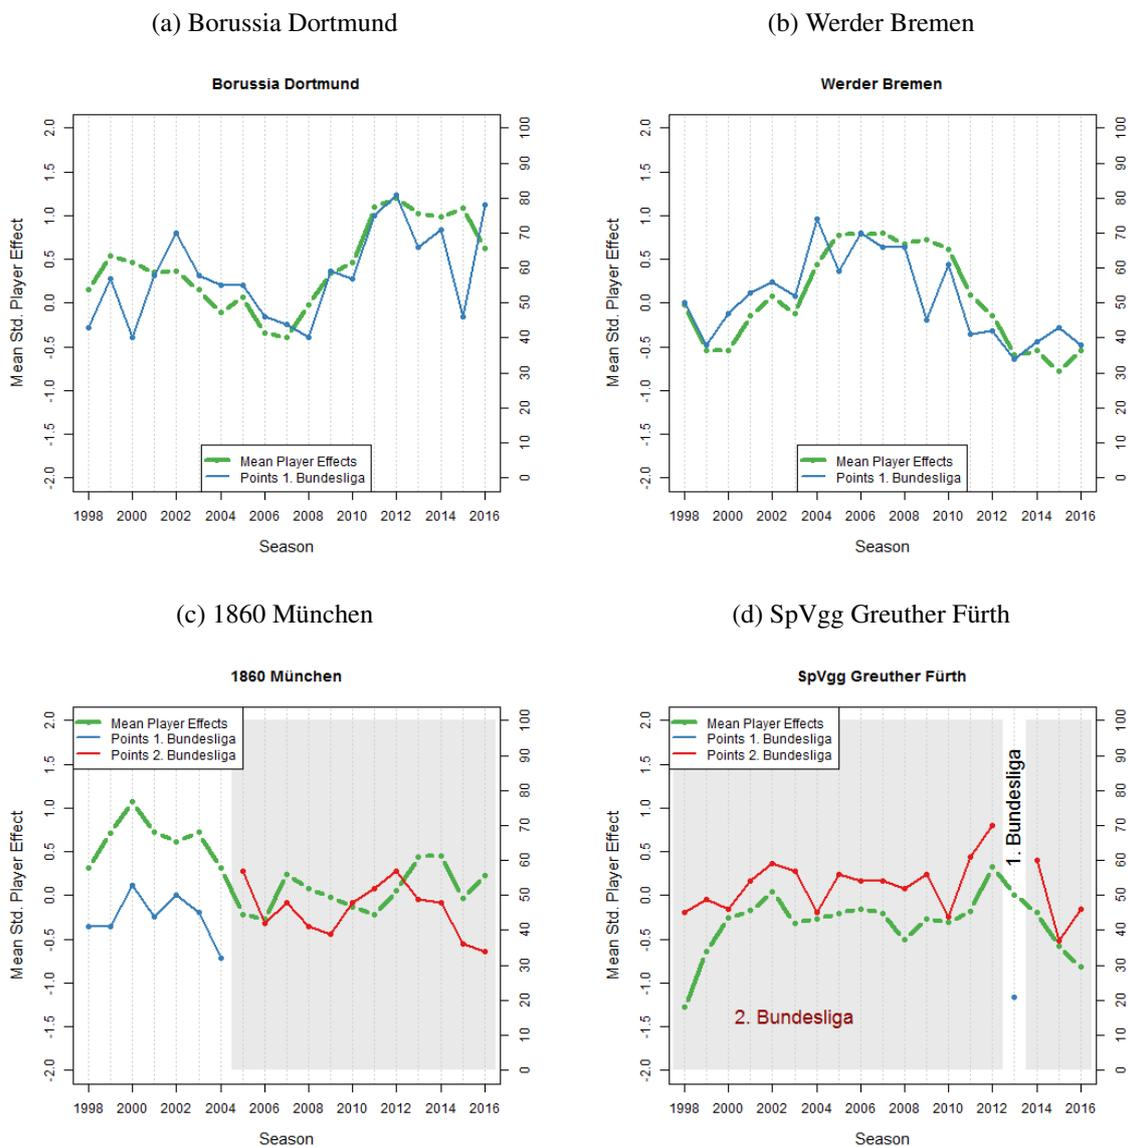 (a) Borussia Dortmund
Borussia Dortmund
Mean Std. Player Effect
2.0
1.5
1.0
0.5
0.0
-0.5
-1.0
-1.5
-2.0
100
90
80
70
60
50
40
30
20
10
0
Mean Player Effects
Points 1. Bundesliga
1998 2000 2002 2004 2006 2008 2010 2012 2014 2016
Season
(b) Werder Bremen
Werder Bremen
Mean Std. Player Effect
2.0
1.5
1.0
0.5
0.0
-0.5
-1.0
-1.5
-2.0
100
90
80
70
60
50
40
30
20
10
0
Mean Player Effects
Points 1. Bundesliga
1998 2000 2002 2004 2006 2008 2010 2012 2014 2016
Season
(c) 1860 München
1860 München
Mean Std. Player Effect
2.0
1.5
1.0
0.5
0.0
-0.5
-1.0
-1.5
-2.0
100
90
80
70
60
50
40
30
20
10
0
Mean Player Effects
Points 1. Bundesliga
Points 2. Bundesliga
1998 2000 2002 2004 2006 2008 2010 2012 2014 2016
Season
(d) SpVgg Greuther Fürth
SpVgg Greuther Fürth
Mean Std. Player Effect
2.0
1.5
1.0
0.5
0.0
-0.5
-1.0
-1.5
-2.0
100
90
80
70
60
50
40
30
20
10
0
Mean Player Effects
Points 1. Bundesliga
Points 2. Bundesliga
1. Bundesliga
2. Bundesliga
1998 2000 2002 2004 2006 2008 2010 2012 2014 2016
Season